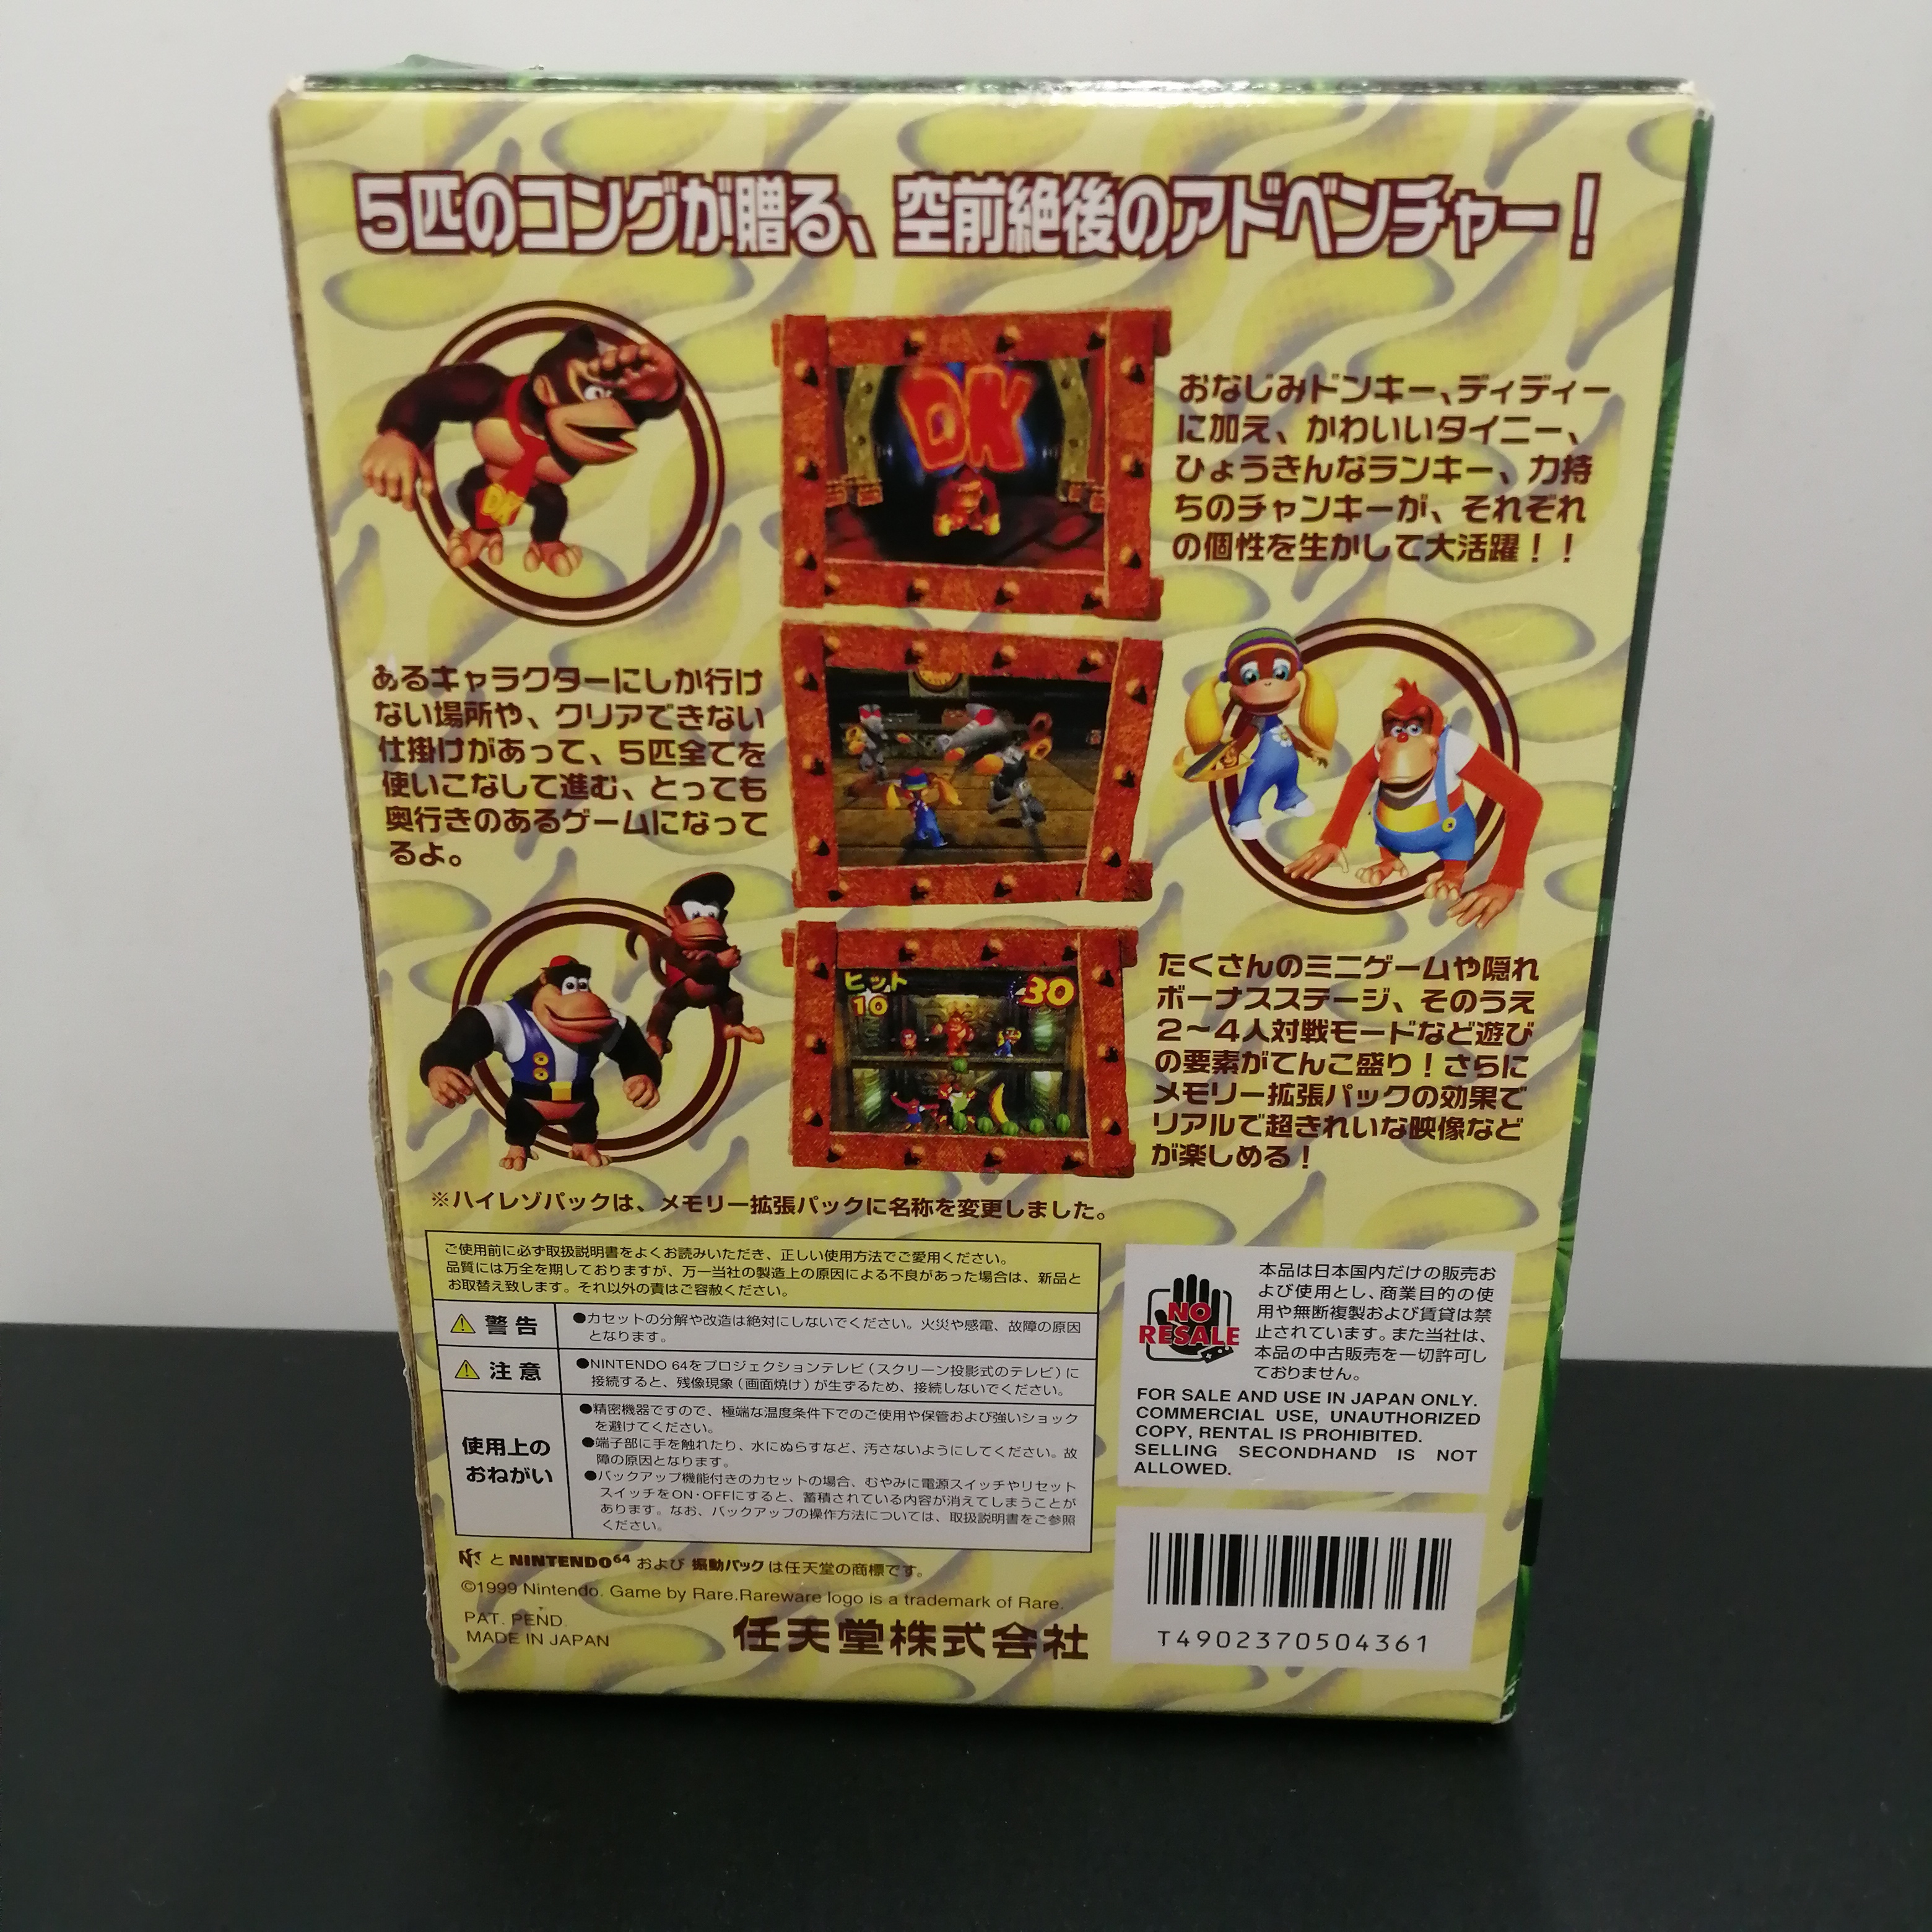 5匹のコングが贈る、空前絶後のアドベンチャー!
DK
DK
おなじみドンキー、ディディー
に加え、かわいいタイニー、
ひょうきんなランキー、力持
ちのチャンキーが、それぞれ
の個性を生かして大活躍!!
あるキャラクターにしか行け
ない場所や、クリアできない
仕掛けがあって、5匹全てを
使いこなして進む、とっても
奥行きのあるゲームになって
るよ。
ヒット
10
30
たくさんのミニゲームや隠れ
ボーナスステージ、そのうえ
2~4人対戦モードなど遊び
の要素がてんこ盛り!さらに
メモリー拡張パックの効果で
リアルで超きれいな映像など
が楽しめる!
※ハイレゾパックは、メモリー拡張パックに名称を変更しました。
ご使用前に必ず取扱説明書をよくお読みいただき、正しい使用方法でご愛用ください。
品質には万全を期しておりますが、万一当社の製造上の原因による不良があった場合は、新品と
お取替え致します。それ以外の責はご容赦ください。
警告
●カセットの分解や改造は絶対にしないでください。火災や感電、故障の原因
となります。
注意
●NINTENDO 64をプロジェクションテレビ(スクリーン投影式のテレビ)に
接続すると、残像現象(画面焼け)が生ずるため、接続しないでください。
使用上の
おねがい
●精密機器ですので、極端な温度条件下でのご使用や保管および強いショック
を避けてください。
●端子部に手を触れたり、水にぬらすなど、汚さないようにしてください。故
障の原因となります。
●バックアップ機能付きのカセットの場合、むやみに電源スイッチやリセット
スイッチをON・OFFにすると、蓄積されている内容が消えてしまうことが
あります。なお、バックアップの操作方法については、取扱説明書をご参照
ください。
NO
RESALE
本品は日本国内だけの販売お
よび使用とし、商業目的の使
用や無断複製および賃貸は禁
止されています。また当社は、
本品の中古販売を一切許可し
ておりません。
FOR SALE AND USE IN JAPAN ONLY.
COMMERCIAL USE, UNAUTHORIZED
COPY, RENTAL IS PROHIBITED.
SELLING SECONDHAND IS NOT
ALLOWED.
と NINTENDO64 および 振動パック は任天堂の商標です。
©1999 Nintendo. Game by Rare.Rareware logo is a trademark of Rare.
PAT. PEND.
MADE IN JAPAN
任天堂株式会社
T4902370504361